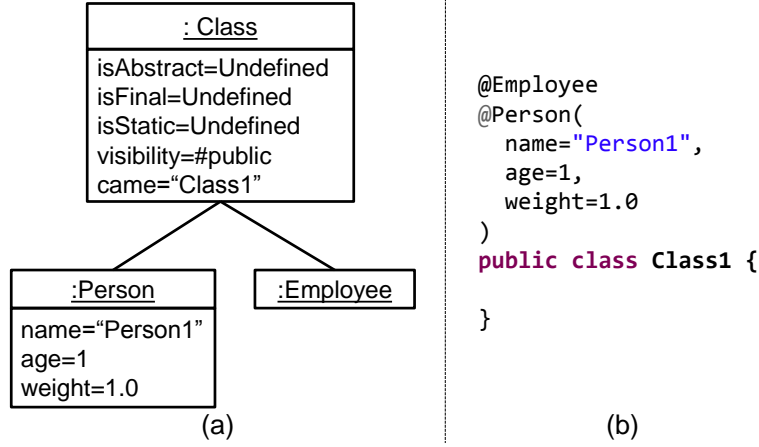 : Class
isAbstract=Undefined
isFinal=Undefined
isStatic=Undefined
visibility=#public
came=“Class1”
:Person
name=“Person1”
age=1
weight=1.0
:Employee
(a)
@Employee
@Person(
name="Person1",
age=1,
weight=1.0
)
public class Class1 {
}
(b)